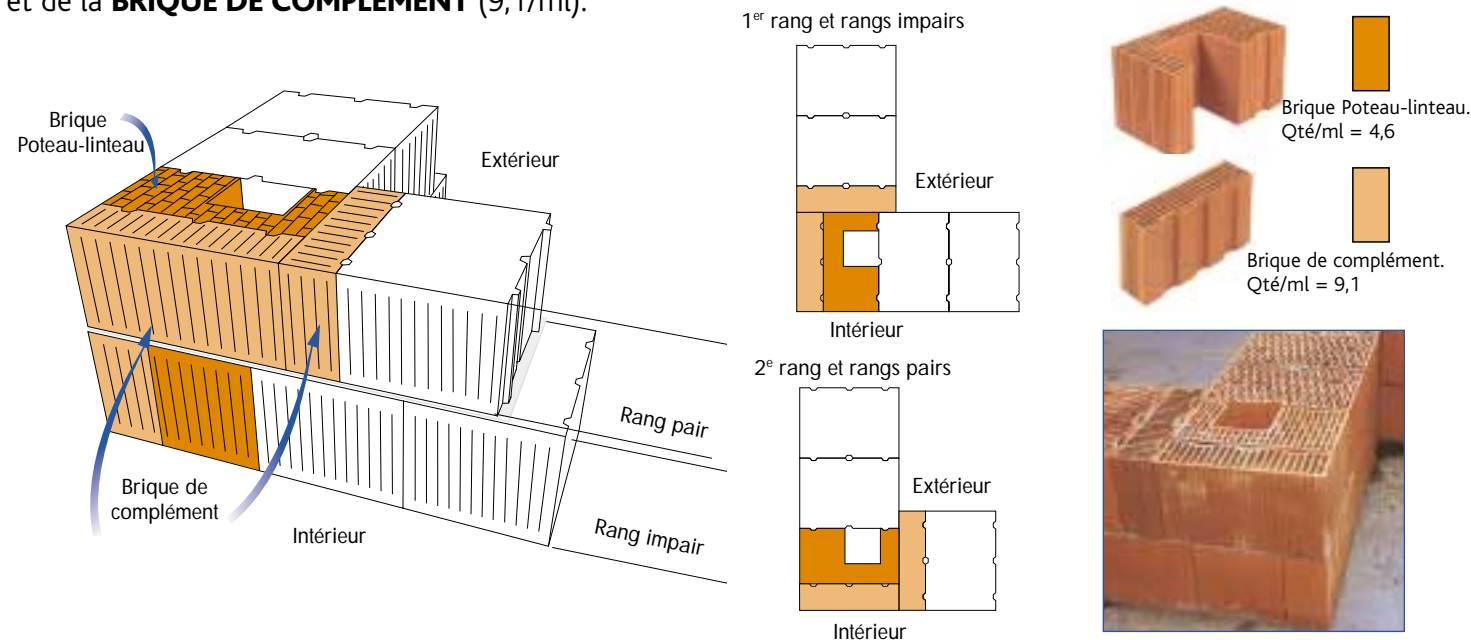 et de la BRIQUE DE COMPLÉMENT (9,1/ml).
Brique
Poteau-linteau
Extérieur
Rang pair
Rang impair
Brique de
complément
Intérieur
1er rang et rangs impairs
Extérieur
Intérieur
2e rang et rangs pairs
Extérieur
Intérieur
Brique Poteau-linteau.
Qté/ml = 4,6
Brique de complément.
Qté/ml = 9,1